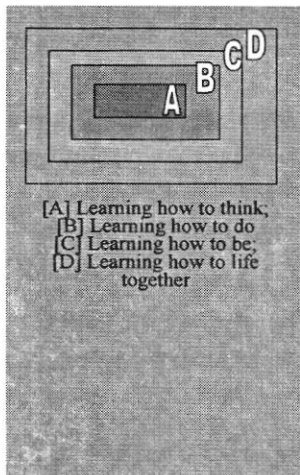 D
C
B
A
[A] Learning how to think;
[B] Learning how to do
[C] Learning how to be;
[D] Learning how to life
together